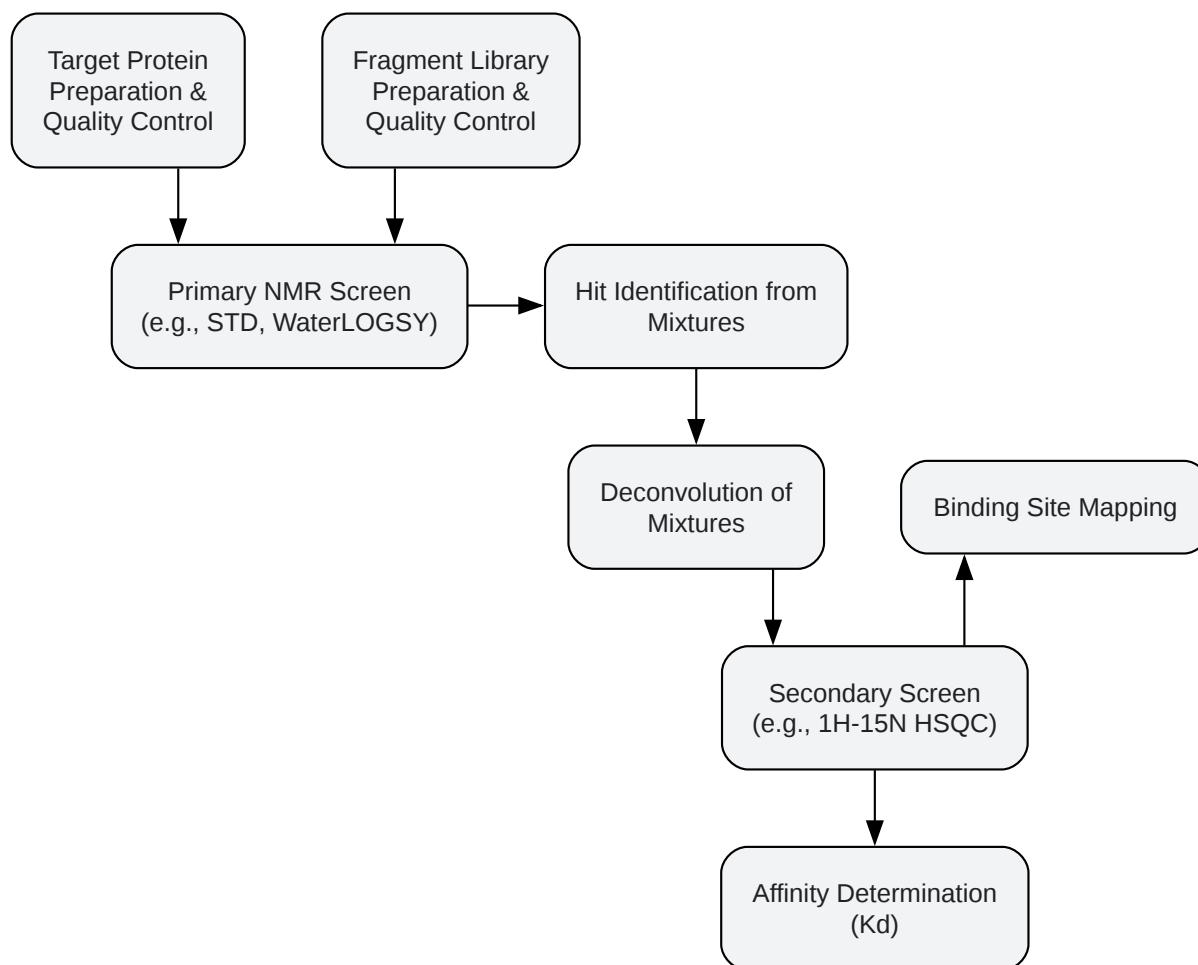 Target Protein
Preparation &
Quality Control
Fragment Library
Preparation &
Quality Control
Primary NMR Screen
(e.g., STD, WaterLOGSY)
Hit Identification from
Mixtures
Deconvolution of
Mixtures
Binding Site Mapping
Secondary Screen
(e.g., 1H-15N HSQC)
Affinity Determination
(Kd)